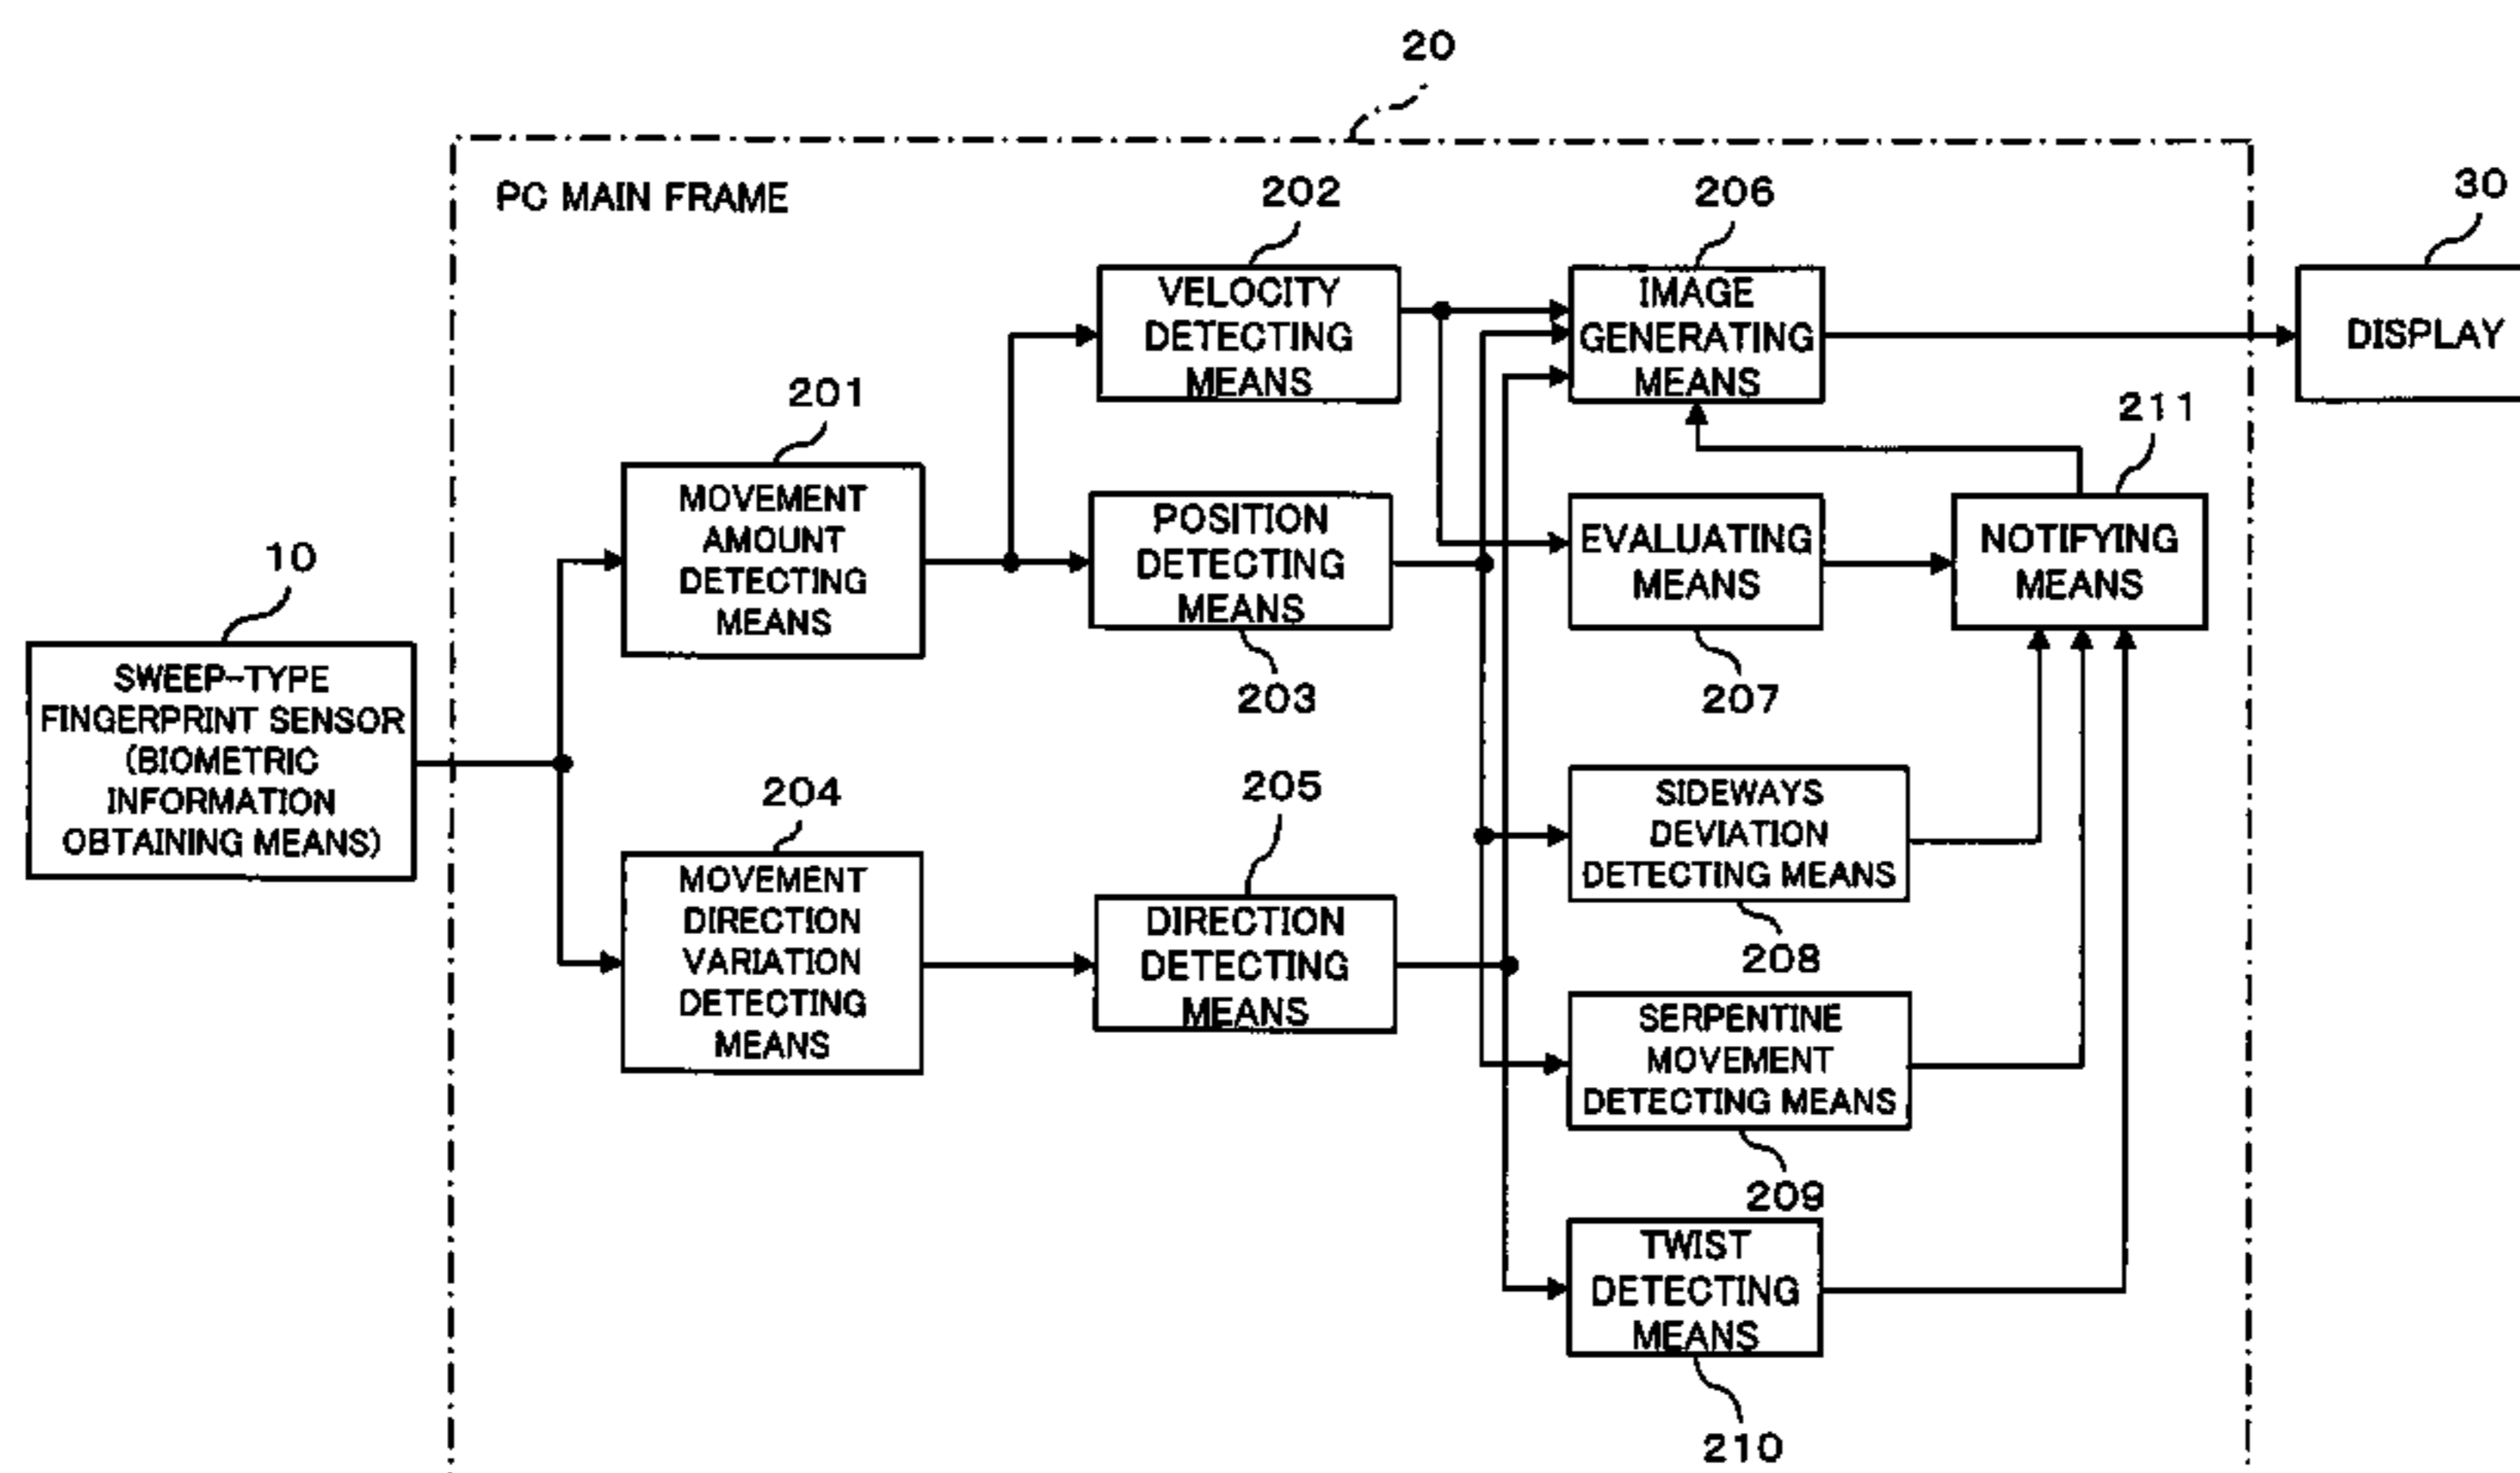 20
PC MAIN FRAME
202
206
30
VELOCITY
DETECTING
MEANS
IMAGE
GENERATING
MEANS
DISPLAY
201
211
MOVEMENT
AMOUNT
DETECTING
MEANS
POSITION
DETECTING
MEANS
203
EVALUATING
MEANS
207
NOTIFYING
MEANS
10
SWEEP-TYPE
FINGERPRINT SENSOR
(BIOMETRIC
INFORMATION
OBTAINING MEANS)
204
205
MOVEMENT
DIRECTION
VARIATION
DETECTING
MEANS
DIRECTION
DETECTING
MEANS
SIDEWAYS
DEVIATION
DETECTING MEANS
208
SERPENTINE
MOVEMENT
DETECTING MEANS
209
TWIST
DETECTING
MEANS
210